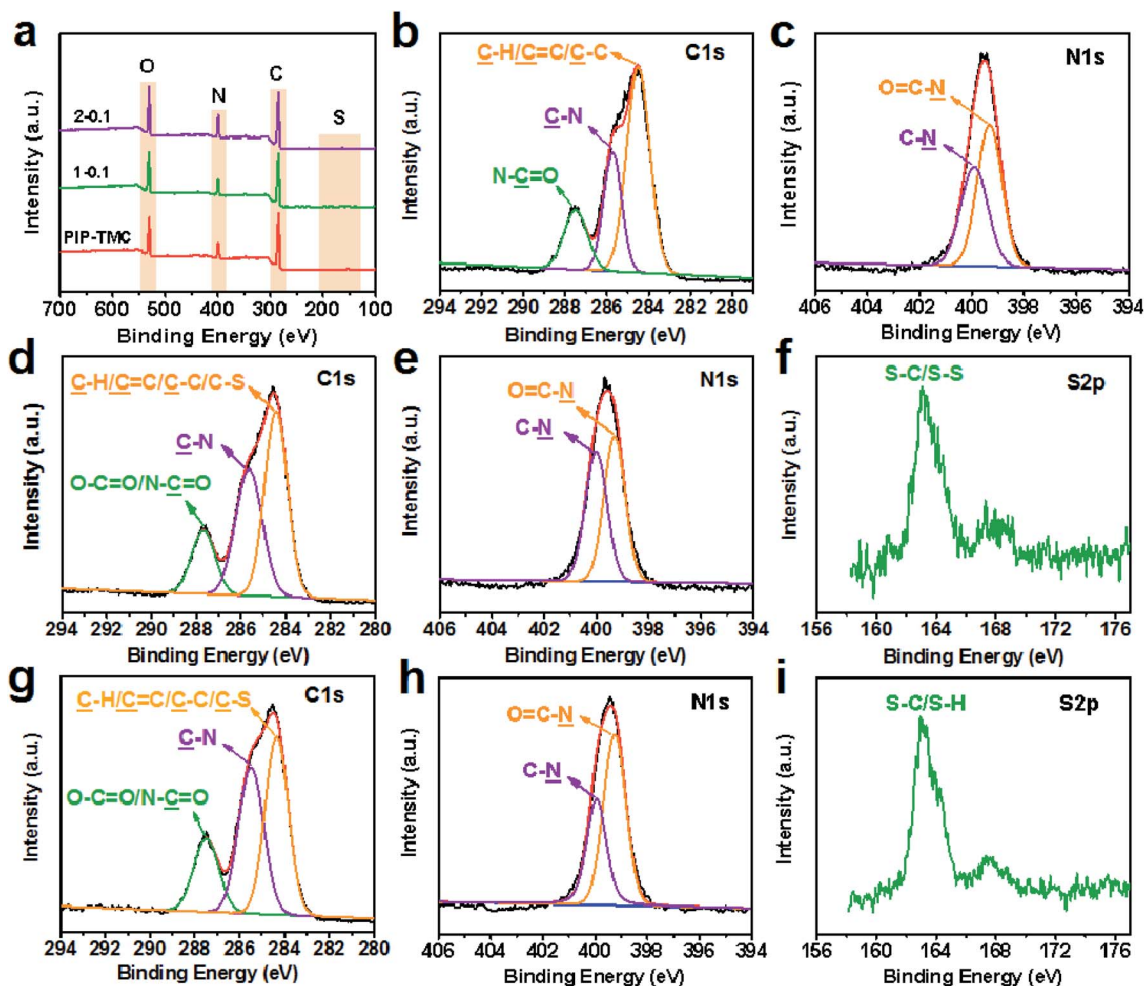 a
O
N
C
S
2-0.1
1-0.1
PIP-TMC
Intensity (a.u.)
700 600 500 400 300 200 100
Binding Energy (eV)
b
C1s
C-H/C=C/C-C
C-N
N-C=O
Intensity (a.u.)
294 292 290 288 286 284 282 280
Binding Energy (eV)
c
N1s
O=C-N
C-N
Intensity (a.u.)
406 404 402 400 398 396 394
Binding Energy (eV)
d
C1s
C-H/C=C/C-C/C-S
C-N
O-C=O/N-C=O
Intensity (a.u.)
294 292 290 288 286 284 282 280
Binding Energy (eV)
e
N1s
O=C-N
C-N
Intensity (a.u.)
406 404 402 400 398 396 394
Binding Energy (eV)
f
S2p
S-C/S-S
Intensity (a.u.)
156 160 164 168 172 176
Binding Energy (eV)
g
C1s
C-H/C=C/C-C/C-S
C-N
O-C=O/N-C=O
Intensity (a.u.)
294 292 290 288 286 284 282 280
Binding Energy (eV)
h
N1s
O=C-N
C-N
Intensity (a.u.)
406 404 402 400 398 396 394
Binding Energy (eV)
i
S2p
S-C/S-H
Intensity (a.u.)
156 160 164 168 172 176
Binding Energy (eV)